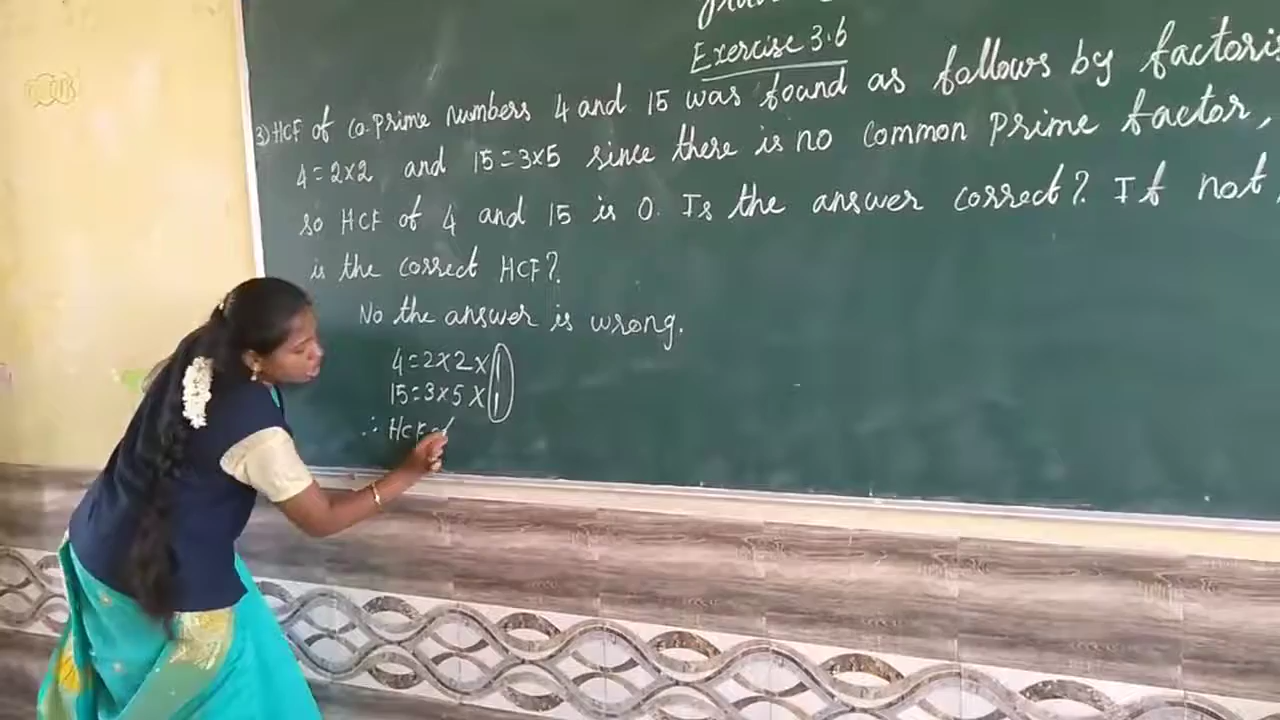 Exercise 3.6
3) HCF of co-prime numbers 4 and 15 was found as follows by factoris
4 = 2×2 and 15 = 3×5 since there is no common prime factor,
so HCF of 4 and 15 is 0. Is the answer correct? If not,
is the correct HCF?
No the answer is wrong.
4 = 2×2×1
15 = 3×5×1
∴ HCF of